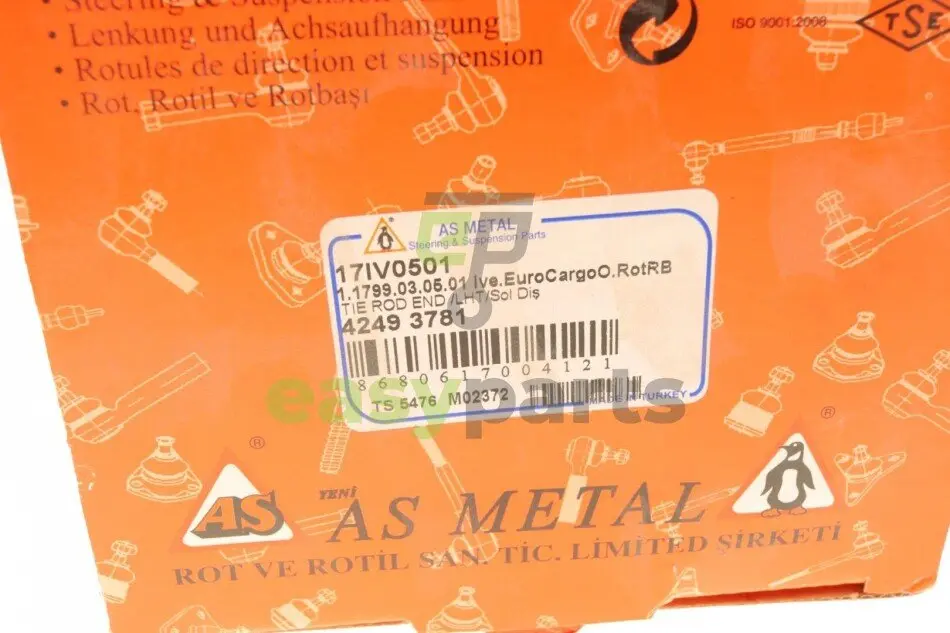 • Steering & Suspension
• Lenkung und Achsaufhangung
• Rotules de direction et suspension
• Rot, Rotil ve Rotbaşı
ISO 9001:2008
TSE
AS METAL
Steering & Suspension Parts
17IV0501
1.1799.03.05.01 Ive.EuroCargoO.RotRB
TIE ROD END /LHT/Sol Diş
4249 3781
8680617004121
TS 5476 M02372
MADE IN TURKEY
EP
easyparts
AS
YENİ
AS METAL
ROT VE ROTİL SAN. TİC. LİMİTED ŞİRKETİ